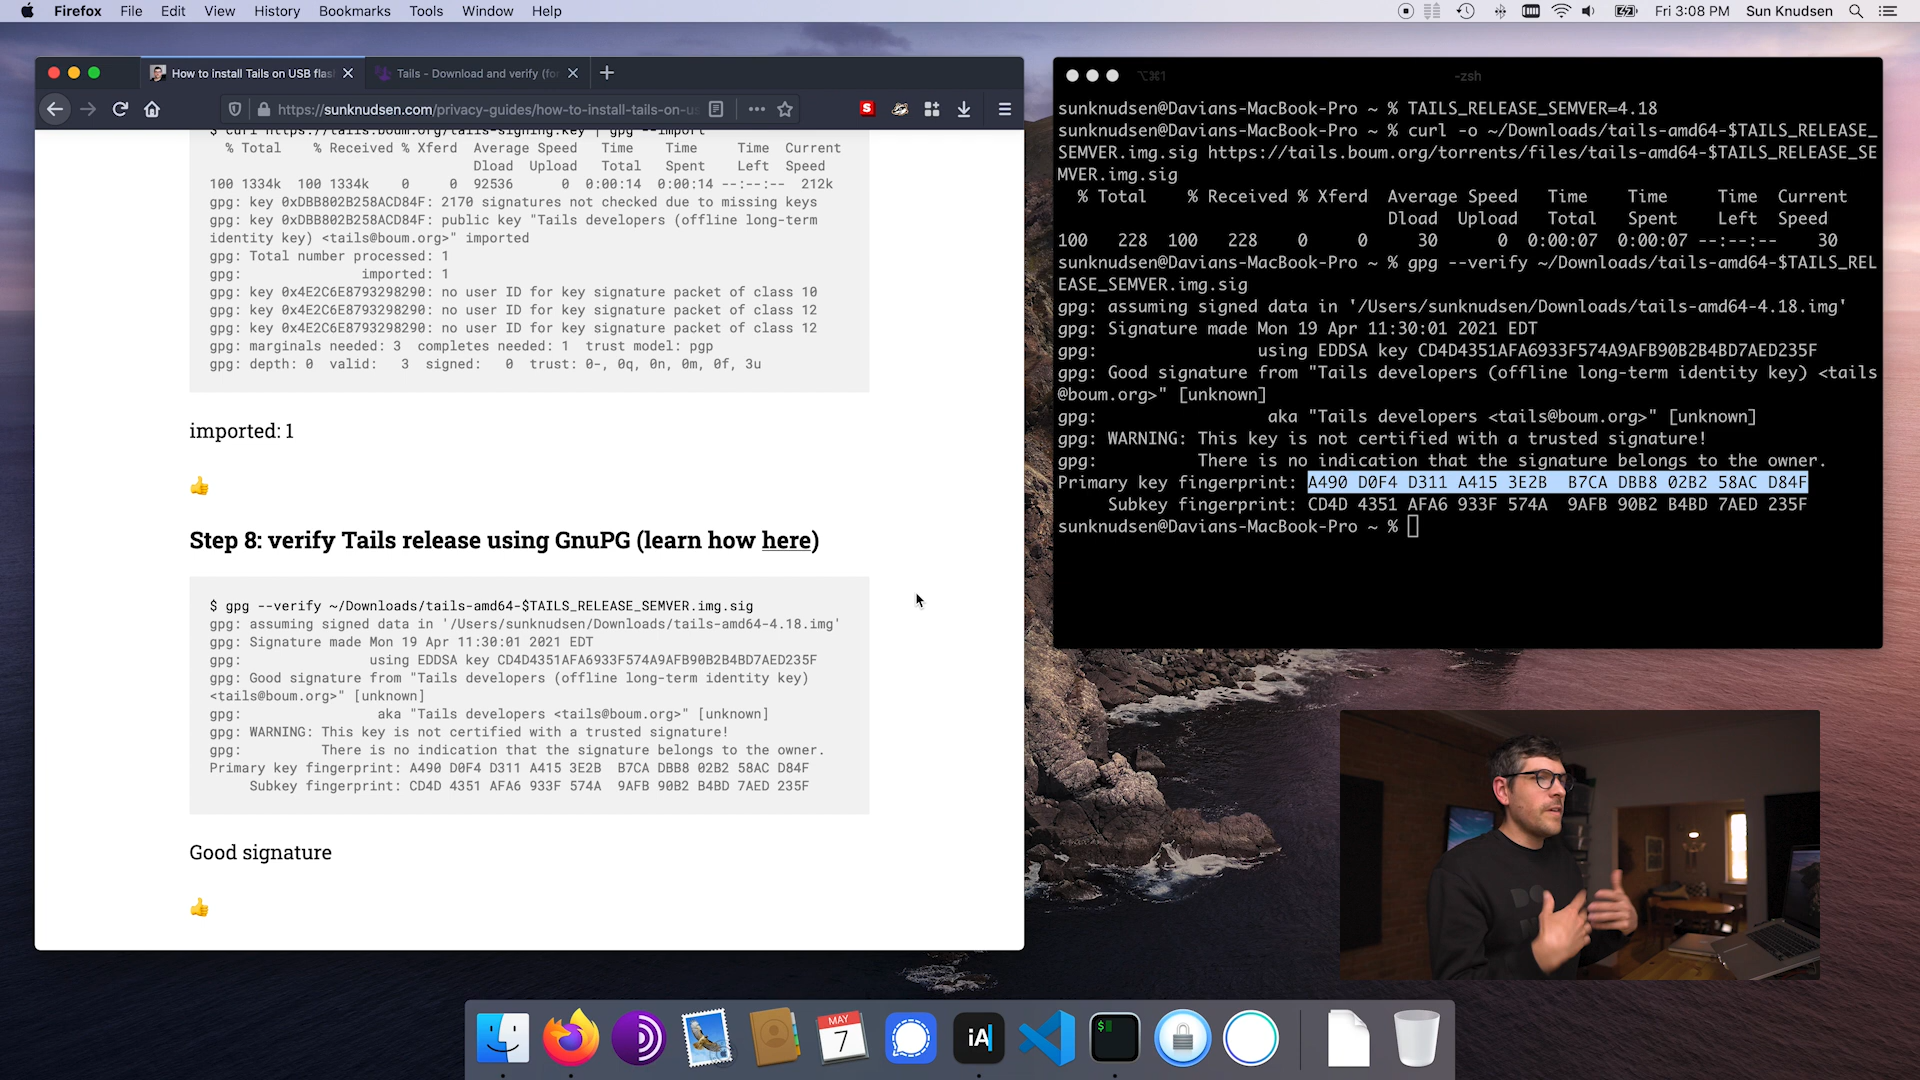 Firefox File Edit View History Bookmarks Tools Window Help
Fri 3:08 PM Sun Knudsen
How to install Tails on USB flas
Tails - Download and verify (fo
https://sunknudsen.com/privacy-guides/how-to-install-tails-on-us
$ curl https://tails.boum.org/tails-signing.key | gpg --import
% Total % Received % Xferd Average Speed Time Time Time Current
Dload Upload Total Spent Left Speed
100 1334k 100 1334k 0 0 92536 0 0:00:14 0:00:14 --:--:-- 212k
gpg: key 0xDBB802B258ACD84F: 2170 signatures not checked due to missing keys
gpg: key 0xDBB802B258ACD84F: public key "Tails developers (offline long-term
identity key) <tails@boum.org>" imported
gpg: Total number processed: 1
gpg: imported: 1
gpg: key 0x4E2C6E8793298290: no user ID for key signature packet of class 10
gpg: key 0x4E2C6E8793298290: no user ID for key signature packet of class 12
gpg: key 0x4E2C6E8793298290: no user ID for key signature packet of class 12
gpg: marginals needed: 3 completes needed: 1 trust model: pgp
gpg: depth: 0 valid: 3 signed: 0 trust: 0-, 0q, 0n, 0m, 0f, 3u
imported: 1
👍
Step 8: verify Tails release using GnuPG (learn how here)
$ gpg --verify ~/Downloads/tails-amd64-$TAILS_RELEASE_SEMVER.img.sig
gpg: assuming signed data in '/Users/sunknudsen/Downloads/tails-amd64-4.18.img'
gpg: Signature made Mon 19 Apr 11:30:01 2021 EDT
gpg: using EDDSA key CD4D4351AFA6933F574A9AFB90B2B4BD7AED235F
gpg: Good signature from "Tails developers (offline long-term identity key)
<tails@boum.org>" [unknown]
gpg: aka "Tails developers <tails@boum.org>" [unknown]
gpg: WARNING: This key is not certified with a trusted signature!
gpg: There is no indication that the signature belongs to the owner.
Primary key fingerprint: A490 D0F4 D311 A415 3E2B B7CA DBB8 02B2 58AC D84F
Subkey fingerprint: CD4D 4351 AFA6 933F 574A 9AFB 90B2 B4BD 7AED 235F
Good signature
👍
⌥⌘1 -zsh
sunknudsen@Davians-MacBook-Pro ~ % TAILS_RELEASE_SEMVER=4.18
sunknudsen@Davians-MacBook-Pro ~ % curl -o ~/Downloads/tails-amd64-$TAILS_RELEASE_
SEMVER.img.sig https://tails.boum.org/torrents/files/tails-amd64-$TAILS_RELEASE_SE
MVER.img.sig
% Total % Received % Xferd Average Speed Time Time Time Current
Dload Upload Total Spent Left Speed
100 228 100 228 0 0 30 0 0:00:07 0:00:07 --:--:-- 30
sunknudsen@Davians-MacBook-Pro ~ % gpg --verify ~/Downloads/tails-amd64-$TAILS_REL
EASE_SEMVER.img.sig
gpg: assuming signed data in '/Users/sunknudsen/Downloads/tails-amd64-4.18.img'
gpg: Signature made Mon 19 Apr 11:30:01 2021 EDT
gpg: using EDDSA key CD4D4351AFA6933F574A9AFB90B2B4BD7AED235F
gpg: Good signature from "Tails developers (offline long-term identity key) <tails
@boum.org>" [unknown]
gpg: aka "Tails developers <tails@boum.org>" [unknown]
gpg: WARNING: This key is not certified with a trusted signature!
gpg: There is no indication that the signature belongs to the owner.
Primary key fingerprint: A490 D0F4 D311 A415 3E2B B7CA DBB8 02B2 58AC D84F
Subkey fingerprint: CD4D 4351 AFA6 933F 574A 9AFB 90B2 B4BD 7AED 235F
sunknudsen@Davians-MacBook-Pro ~ %
MAY
7
iA
$